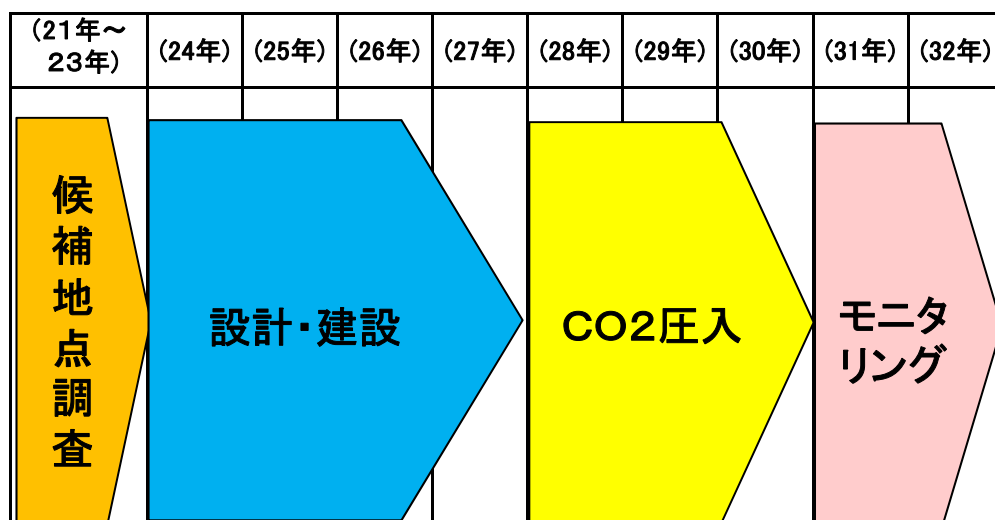 (21年～
２３年)
(24年)
(25年)
(26年)
(27年)
(28年)
(29年)
(30年)
(31年)
(32年)
候補地点調査
設計・建設
ＣＯ２圧入
モニタ
リング